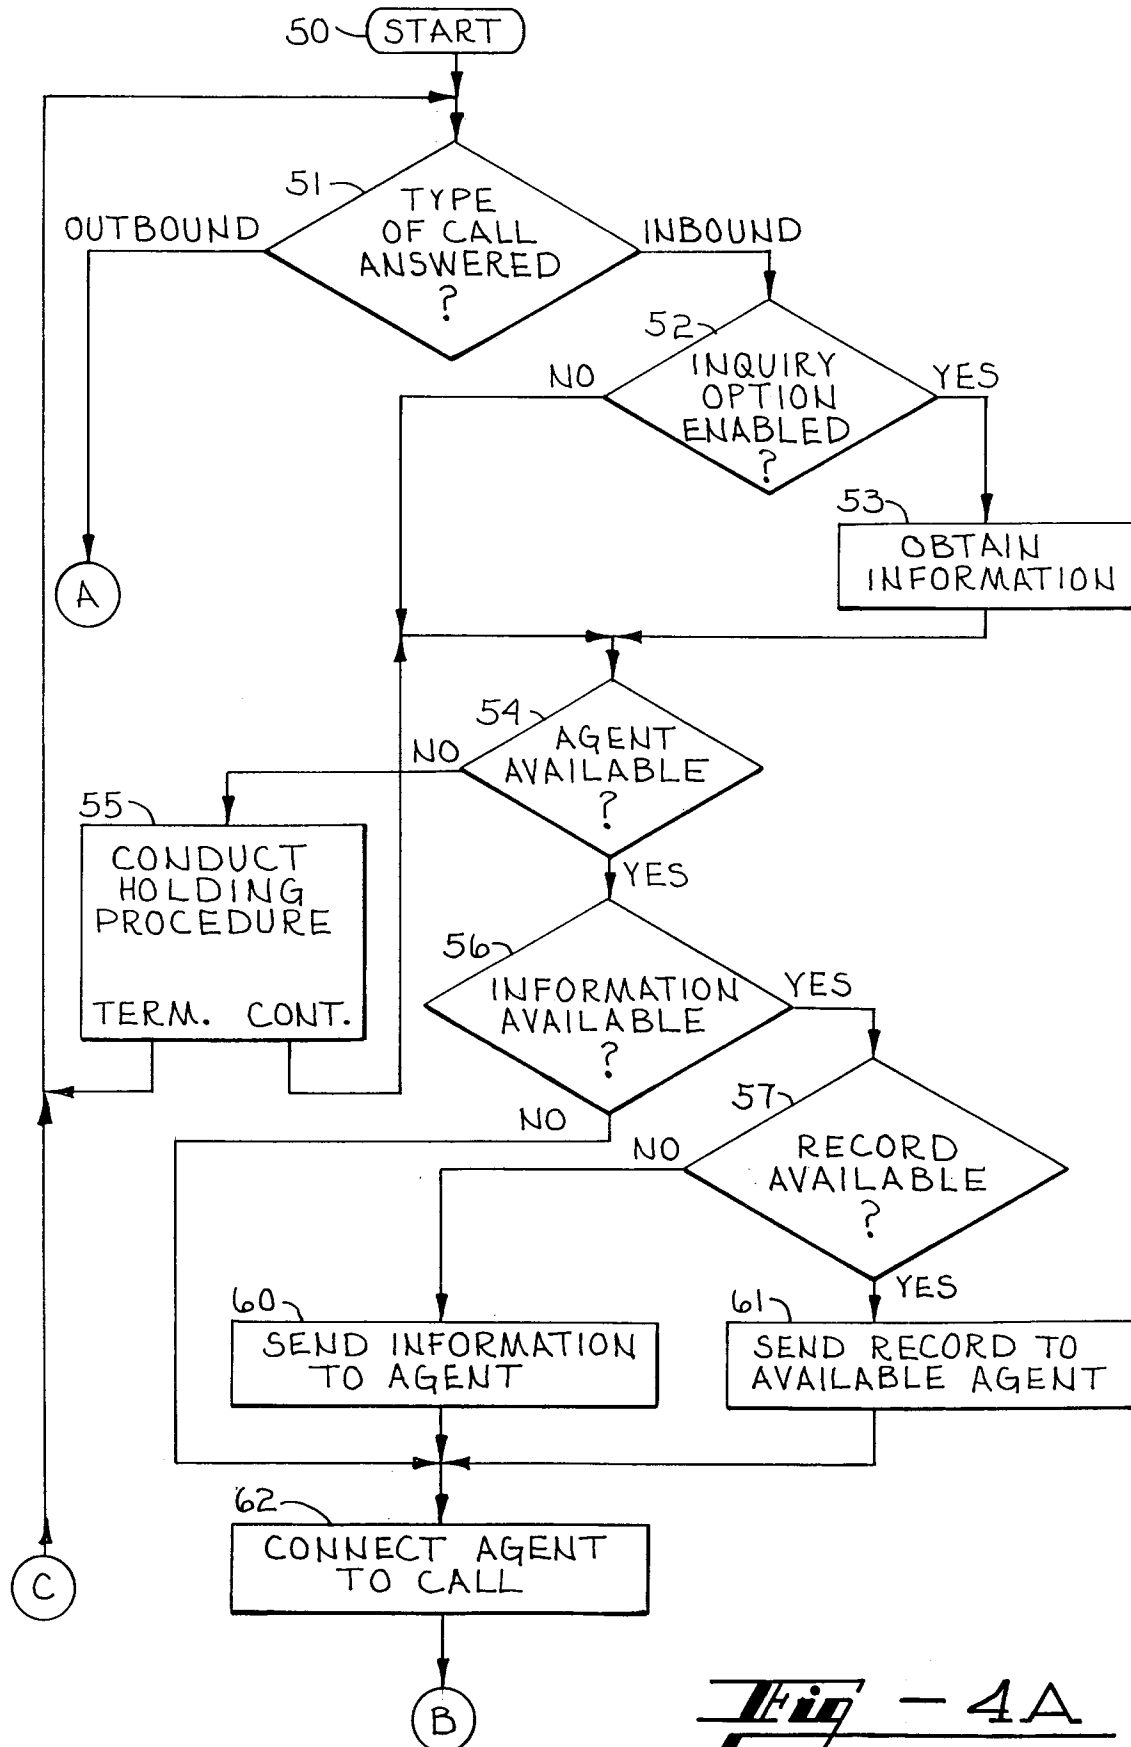 50 START
51 TYPE
OF CALL
ANSWERED
?
OUTBOUND
INBOUND
52 INQUIRY
OPTION
ENABLED
?
NO
YES
53
OBTAIN
INFORMATION
A
54 AGENT
AVAILABLE
?
NO
YES
55
CONDUCT
HOLDING
PROCEDURE
TERM. CONT.
56
INFORMATION
AVAILABLE
?
YES
NO
57
RECORD
AVAILABLE
?
NO
YES
60
SEND INFORMATION
TO AGENT
61
SEND RECORD TO
AVAILABLE AGENT
62
CONNECT AGENT
TO CALL
C
B
Fig - 4A